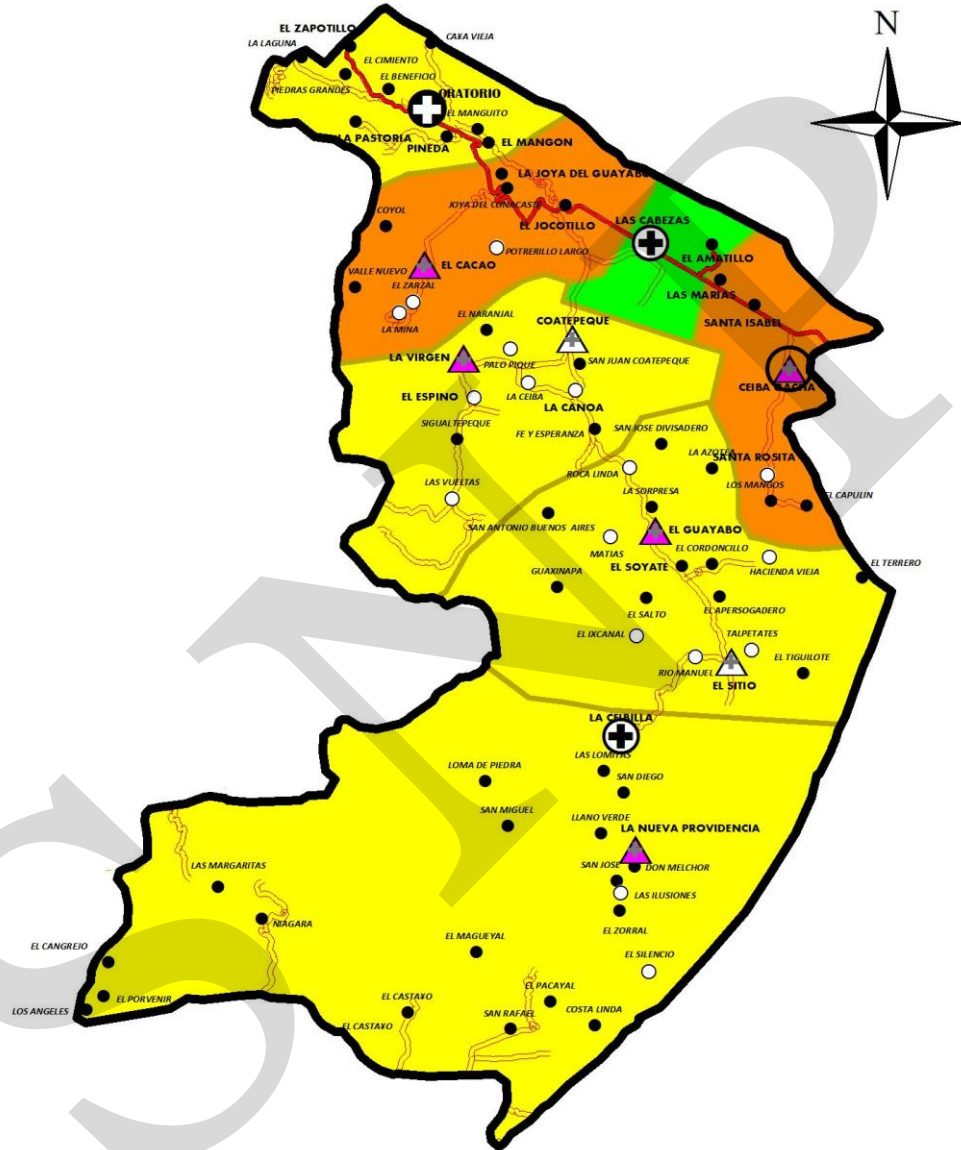 N
EL ZAPOTILLO
CAXA VIEJA
LA LAGUNA
EL CIMIENTO
EL BENEFICIO
PIEDRAS GRANDES
ORATORIO
EL MANGUITO
LA PASTORIA
PINEDA
EL MANGON
LA JOYA DEL GUAYABO
JOYA DEL CONACASTE
COYOL
EL JOCOTILLO
LAS CABEZAS
POTRERILLO LARGO
EL AMATILLO
VALLE NUEVO
EL CACAO
EL ZARZAL
LAS MARIAS
LA MINA
EL NARANJAL
COATEPEQUE
SANTA ISABEL
LA VIRGEN
PALO PIQUE
SAN JUAN COATEPEQUE
CEIBA GACHA
EL ESPINO
LA CEIBA
LA CANOA
SIGUALTEPEQUE
FE Y ESPERANZA
SAN JOSE DIVISADERO
LA AZOTEA
SANTA ROSITA
ROCA LINDA
LAS VUELTAS
LA SORPRESA
LOS MANGOS
EL CAPULIN
SAN ANTONIO BUENOS AIRES
EL GUAYABO
MATIAS
EL CORDONCILLO
EL SOYATE
HACIENDA VIEJA
EL TERRERO
GUAXINAPA
EL SALTO
EL APERSOGADERO
EL IXCANAL
TALPETATES
RIO MANUEL
EL TIGUILOTE
EL SITIO
LA CEIBILLA
LAS LOMITAS
LOMA DE PIEDRA
SAN DIEGO
SAN MIGUEL
LLANO VERDE
LA NUEVA PROVIDENCIA
LAS MARGARITAS
SAN JOSE
DON MELCHOR
LAS ILUSIONES
NIAGARA
EL ZORRAL
EL CANGREJO
EL MAGUEYAL
EL SILENCIO
EL PORVENIR
EL PACAYAL
LOS ANGELES
EL CASTAÑO
COSTA LINDA
SAN RAFAEL
EL CASTAXO